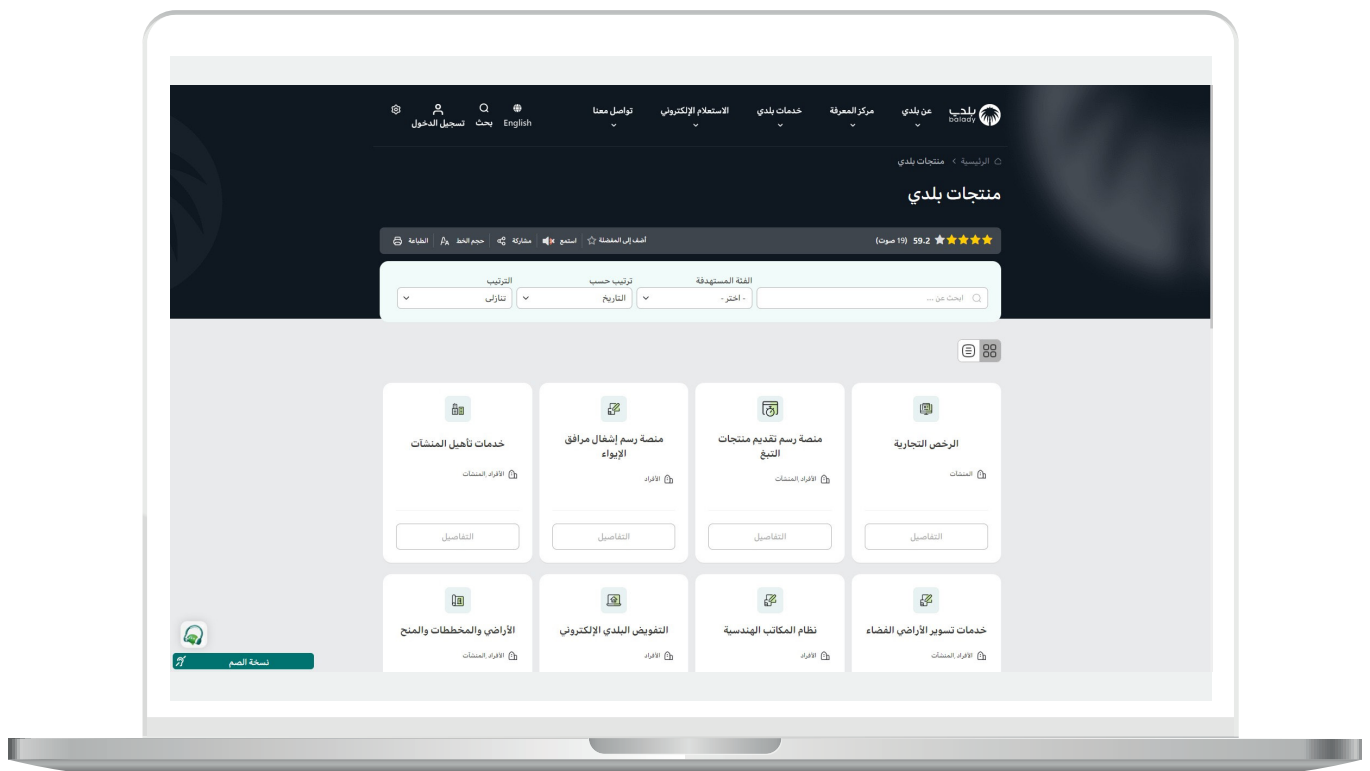 بلدي
balady
عن بلدي
مركز المعرفة
خدمات بلدي
الاستعلام الإلكتروني
تواصل معنا
English
بحث
تسجيل الدخول
الرئيسية › منتجات بلدي
منتجات بلدي
59.2 (19 صوت)
أضف إلى المفضلة
استمع
مشاركة
حجم الخط
الطباعة
الفئة المستهدفة
ترتيب حسب
الترتيب
ابحث عن ...
- اختر -
التاريخ
تنازلى
الرخص التجارية
المنشآت
التفاصيل
منصة رسم تقديم منتجات
التبغ
الأفراد ,المنشآت
التفاصيل
منصة رسم إشغال مرافق
الإيواء
الأفراد
التفاصيل
خدمات تأهيل المنشآت
الأفراد ,المنشآت
التفاصيل
خدمات تسوير الأراضي الفضاء
الأفراد ,المنشآت
نظام المكاتب الهندسية
الأفراد
التفويض البلدي الإلكتروني
الأفراد
الأراضي والمخططات والمنح
الأفراد ,المنشآت
نسخة الصم